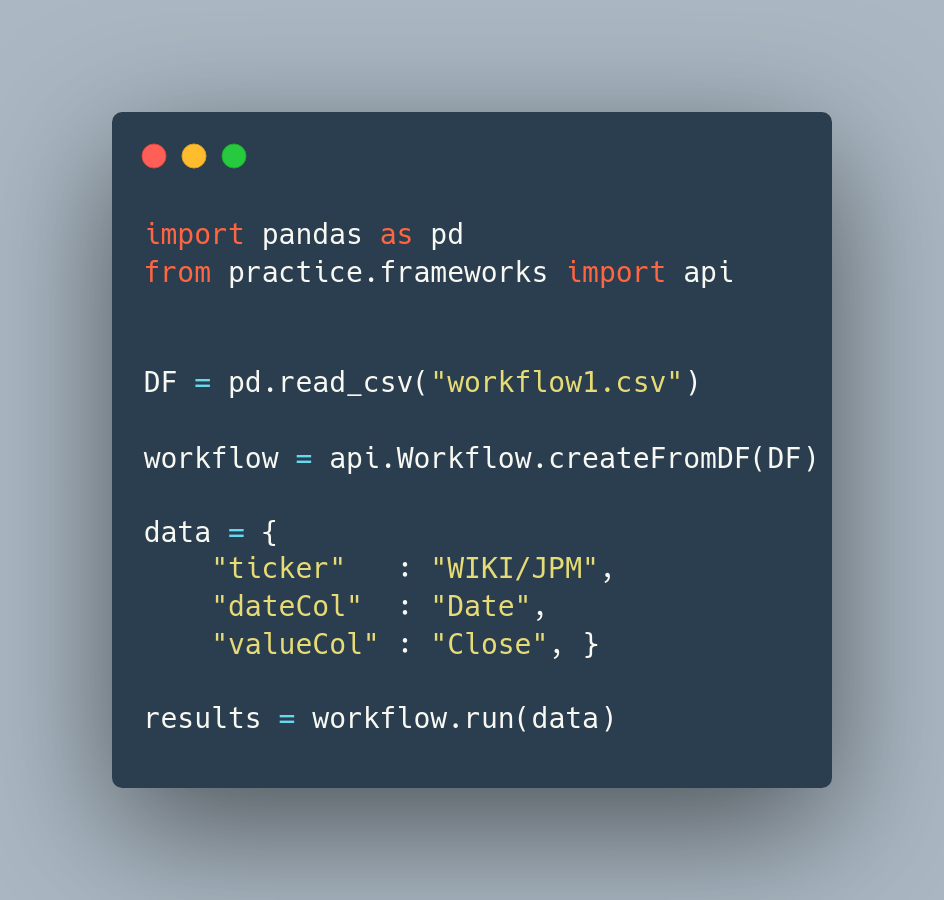 import pandas as pd
from practice.frameworks import api
DF = pd.read_csv("workflow1.csv")
workflow = api.Workflow.createFromDF(DF)
data = {
    "ticker"   : "WIKI/JPM",
    "dateCol"  : "Date",
    "valueCol" : "Close", }
results = workflow.run(data)